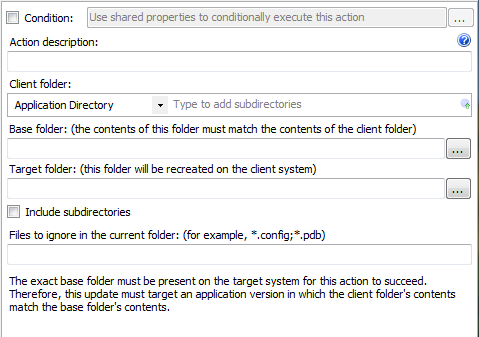 Condition: Use shared properties to conditionally execute this action ...
Action description: ?
Client folder:
Application Directory Type to add subdirectories
Base folder: (the contents of this folder must match the contents of the client folder)
...
Target folder: (this folder will be recreated on the client system)
...
Include subdirectories
Files to ignore in the current folder: (for example, *.config;*.pdb)
The exact base folder must be present on the target system for this action to succeed.
Therefore, this update must target an application version in which the client folder's contents
match the base folder's contents.